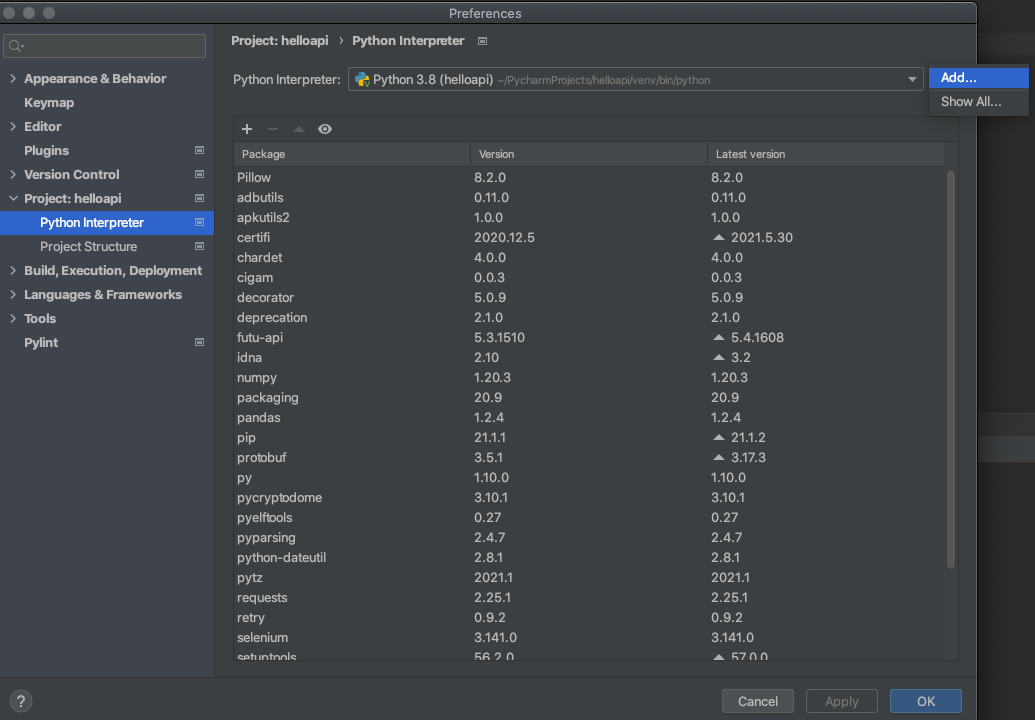 Preferences
Project: helloapi › Python Interpreter
Python Interpreter: Python 3.8 (helloapi) ~/PycharmProjects/helloapi/venv/bin/python
Add...
Show All...
Appearance & Behavior
Keymap
Editor
Plugins
Version Control
Project: helloapi
Python Interpreter
Project Structure
Build, Execution, Deployment
Languages & Frameworks
Tools
Pylint
Package Version Latest version
Pillow 8.2.0 8.2.0
adbutils 0.11.0 0.11.0
apkutils2 1.0.0 1.0.0
certifi 2020.12.5 2021.5.30
chardet 4.0.0 4.0.0
cigam 0.0.3 0.0.3
decorator 5.0.9 5.0.9
deprecation 2.1.0 2.1.0
futu-api 5.3.1510 5.4.1608
idna 2.10 3.2
numpy 1.20.3 1.20.3
packaging 20.9 20.9
pandas 1.2.4 1.2.4
pip 21.1.1 21.1.2
protobuf 3.5.1 3.17.3
py 1.10.0 1.10.0
pycryptodome 3.10.1 3.10.1
pyelftools 0.27 0.27
pyparsing 2.4.7 2.4.7
python-dateutil 2.8.1 2.8.1
pytz 2021.1 2021.1
requests 2.25.1 2.25.1
retry 0.9.2 0.9.2
selenium 3.141.0 3.141.0
setuptools 56.2.0 57.0.0
? Cancel Apply OK